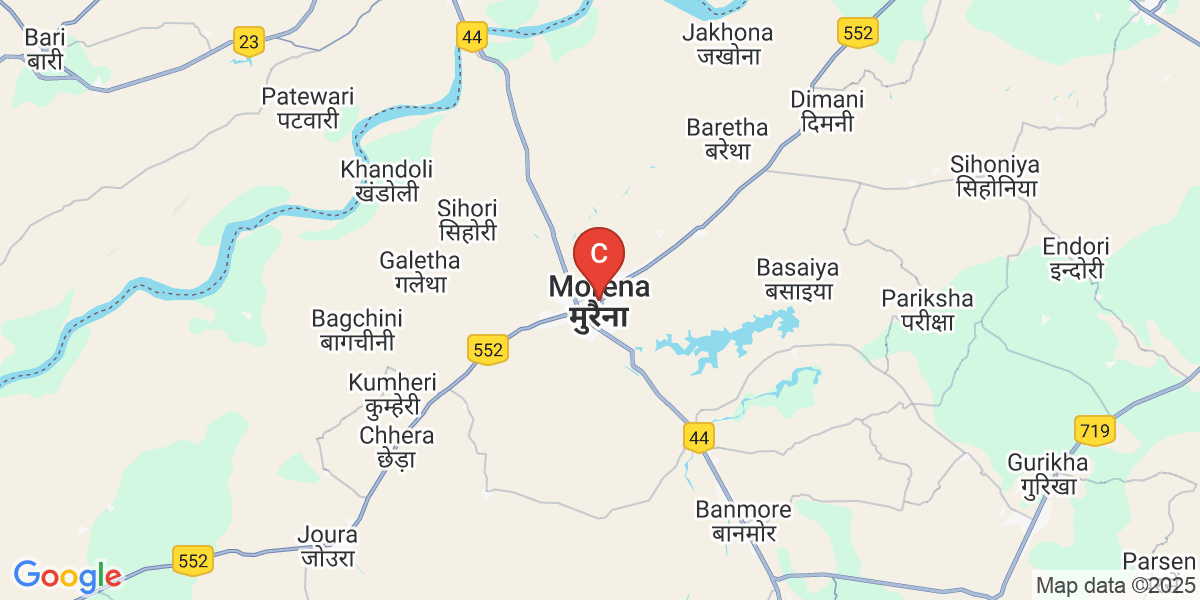 Bari
बारी
23
44
Jakhona
जखोना
552
Patewari
पटवारी
Dimani
दिमनी
Baretha
बरेथा
Khandoli
खंडोली
Sihoniya
सिहोनिया
Sihori
सिहोरी
Endori
इन्दोरी
C
Galetha
गलेथा
Basaiya
बसाइया
Morena
मुरैना
Pariksha
परीक्षा
Bagchini
बागचीनी
552
Kumheri
कुम्हेरी
Chhera
छेड़ा
44
719
Gurikha
गुरिखा
Banmore
बानमोर
Joura
जोउरा
552
Parsen
Google
Map data ©2025